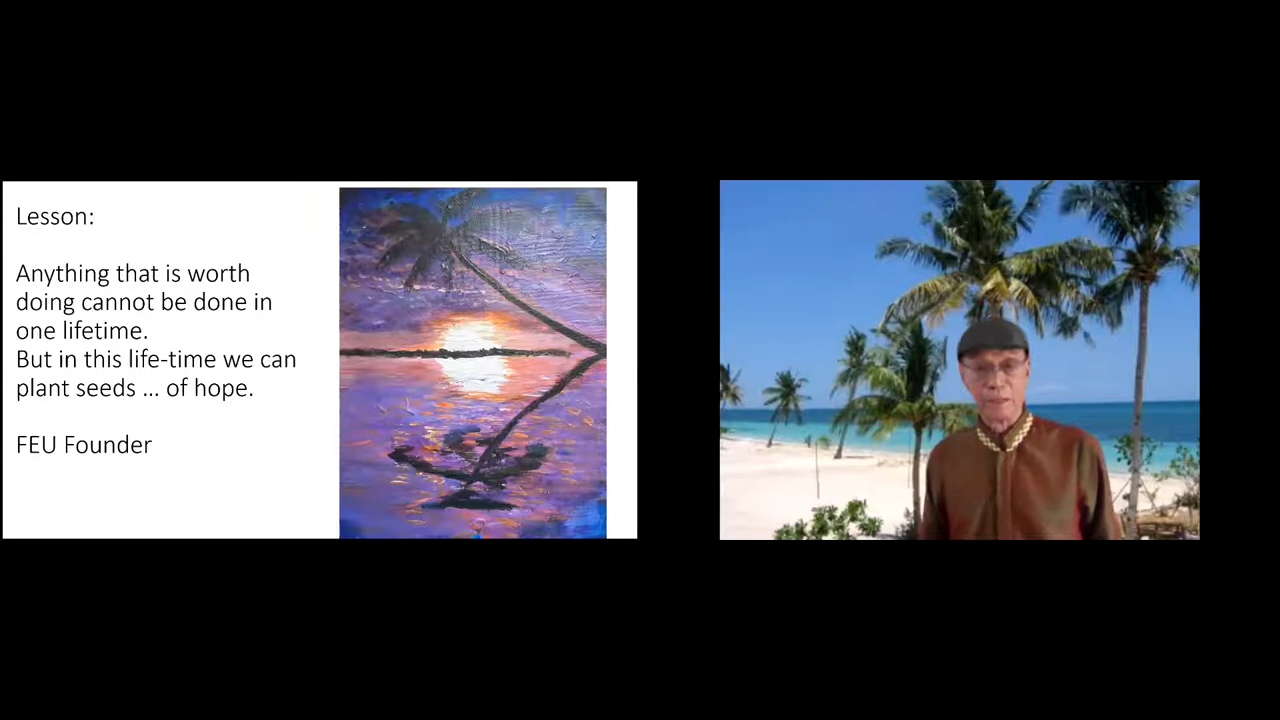 Lesson:
Anything that is worth
doing cannot be done in
one lifetime.
But in this life-time we can
plant seeds ... of hope.
FEU Founder